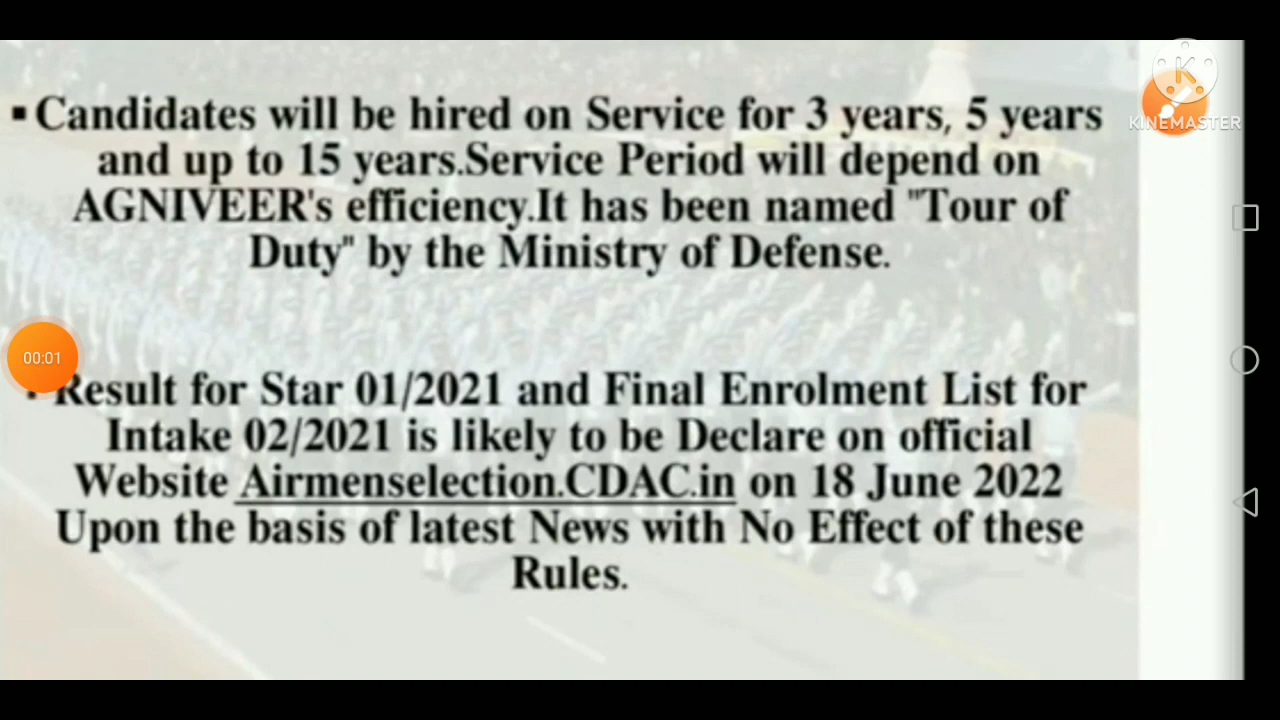 ▪ Candidates will be hired on Service for 3 years, 5 years
and up to 15 years.Service Period will depend on
AGNIVEER's efficiency.It has been named "Tour of
Duty" by the Ministry of Defense.
Result for Star 01/2021 and Final Enrolment List for
Intake 02/2021 is likely to be Declare on official
Website Airmenselection.CDAC.in on 18 June 2022
Upon the basis of latest News with No Effect of these
Rules.
00:01
K
KINEMASTER